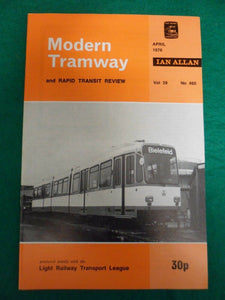 Modern
Tramway
and RAPID TRANSIT REVIEW
APRIL
1976
IAN ALLAN
Vol 39
No 460
Bielefeld
produced jointly with the
Light Railway Transport League
30p